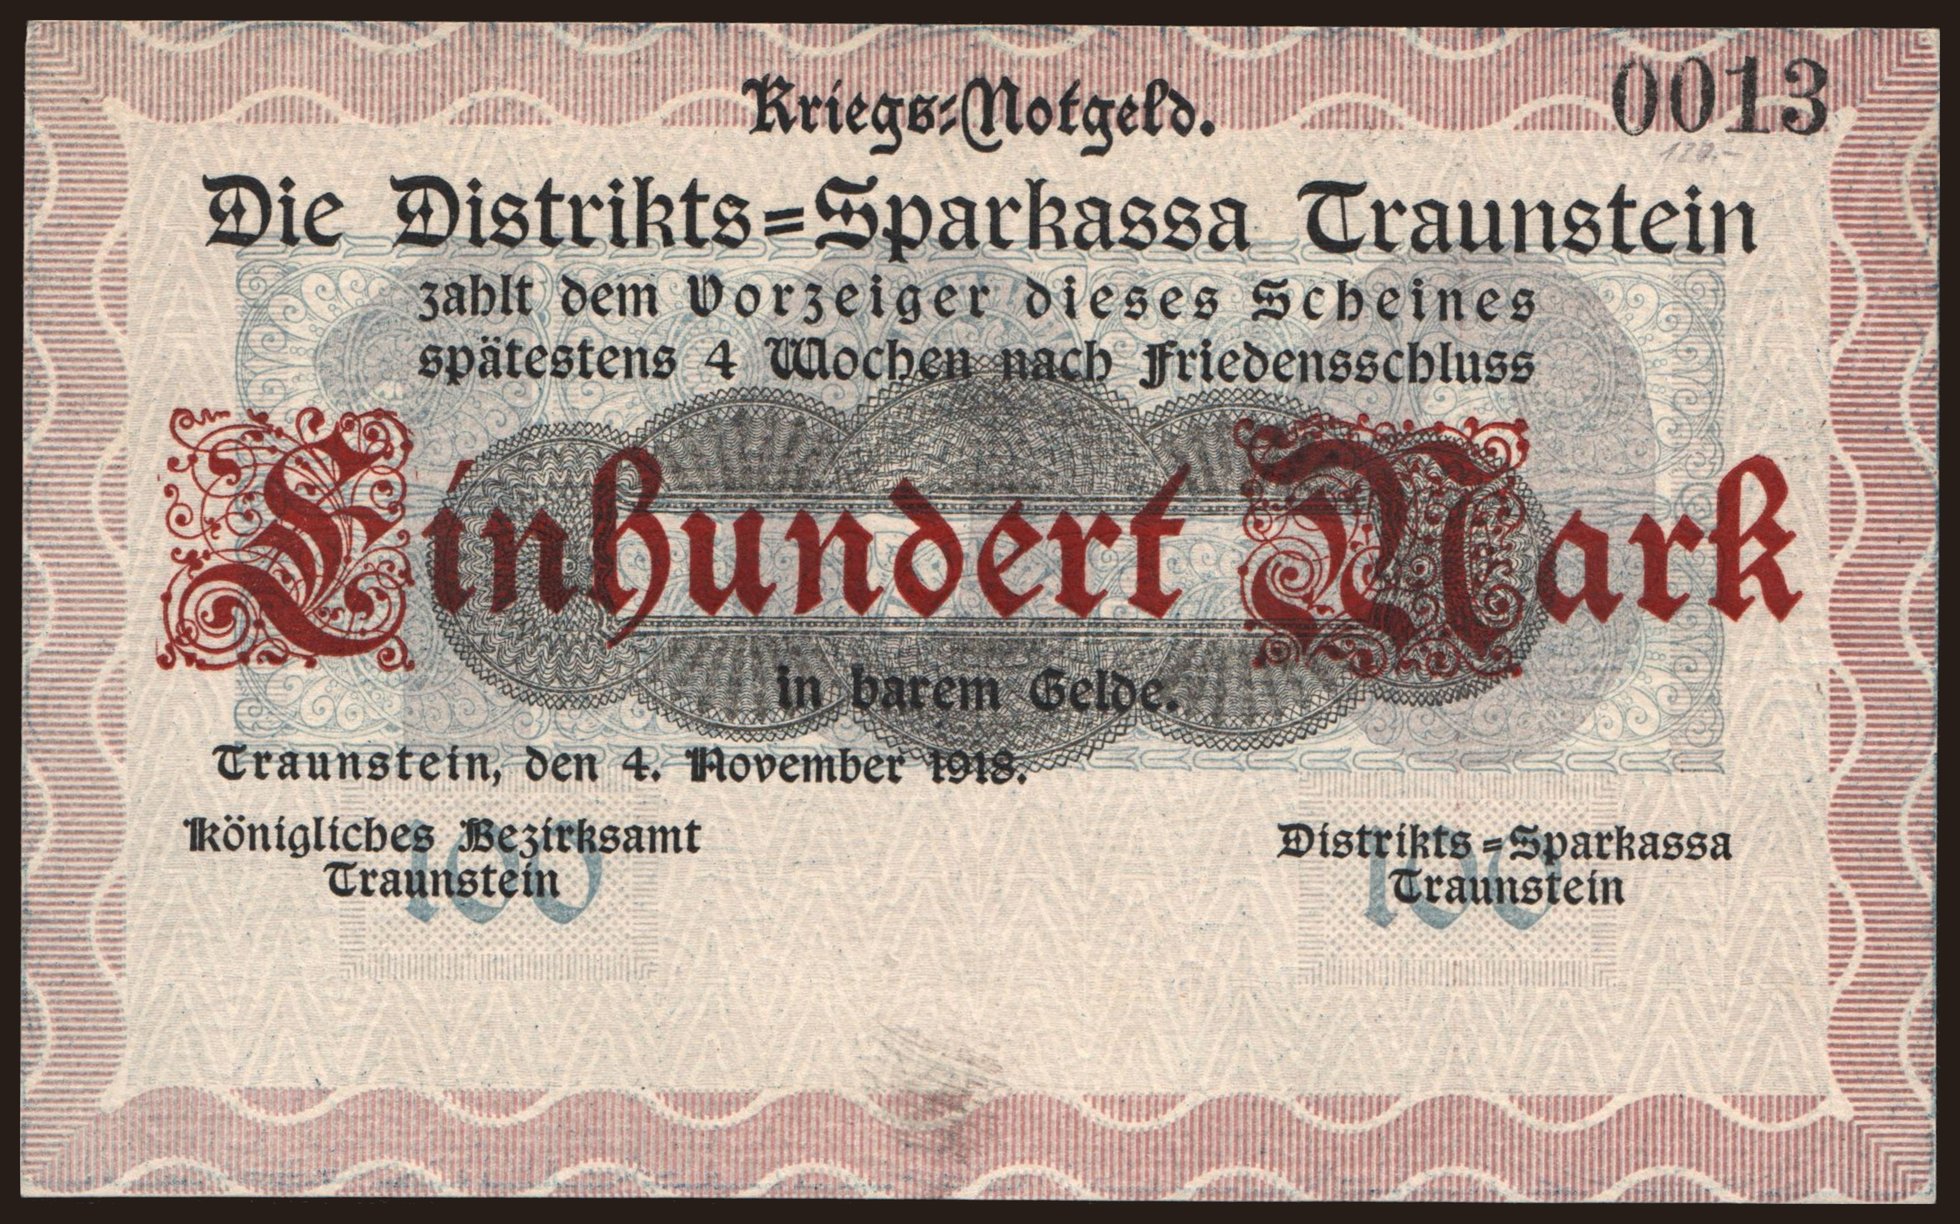 Kriegs-Notgeld.
0013
Die Distrikts=Sparkassa Traunstein
zahlt dem Vorzeiger dieses Scheines
spätestens 4 Wochen nach Friedensschluss
Einhundert Mark
in barem Gelde.
Traunstein, den 4. November 1918.
Königliches Bezirksamt
Traunstein
100
Distrikts=Sparkassa
Traunstein
100